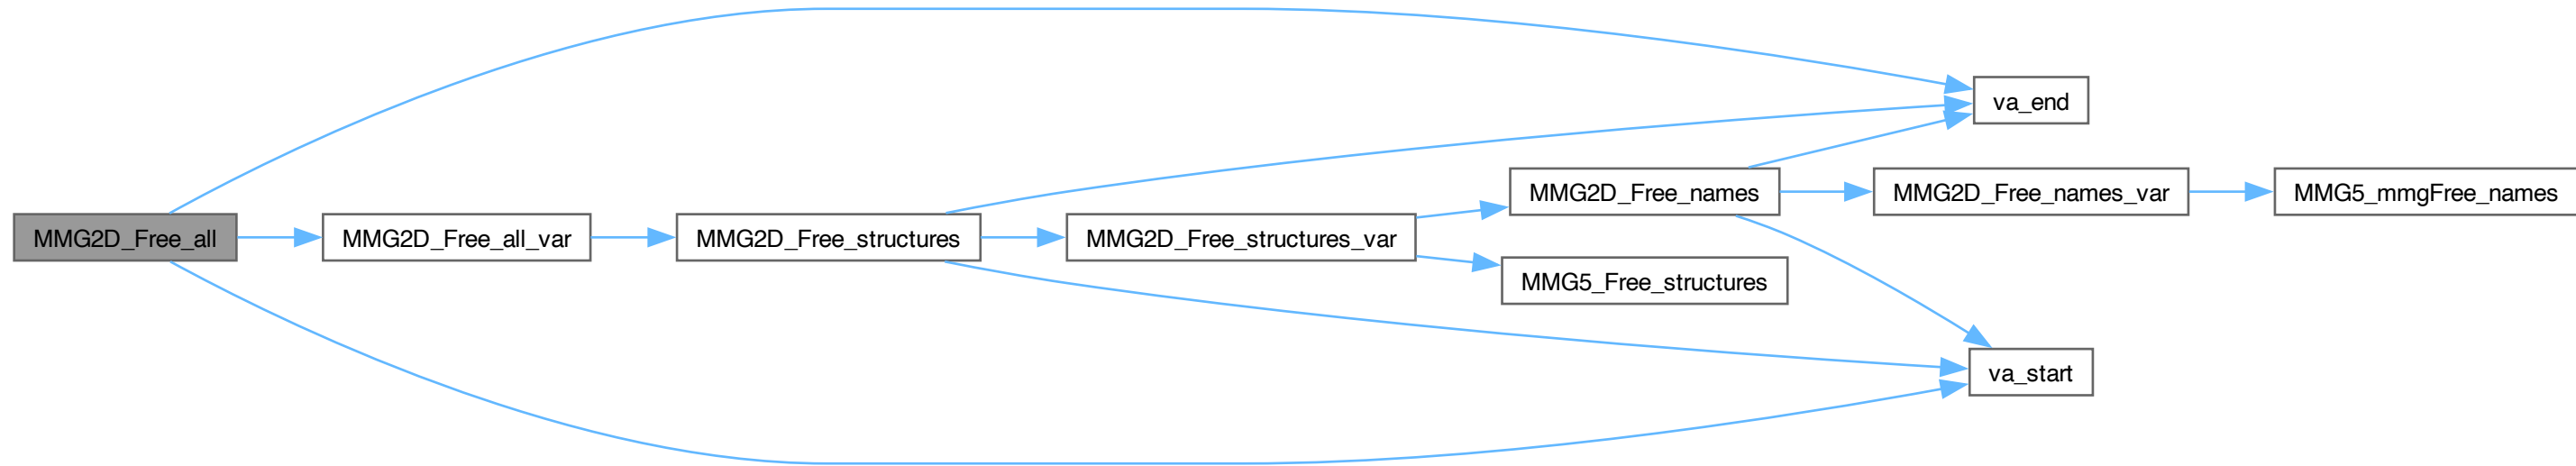 MMG2D_Free_all
MMG2D_Free_all_var
MMG2D_Free_structures
MMG2D_Free_structures_var
MMG2D_Free_names
MMG5_Free_structures
va_end
MMG2D_Free_names_var
va_start
MMG5_mmgFree_names